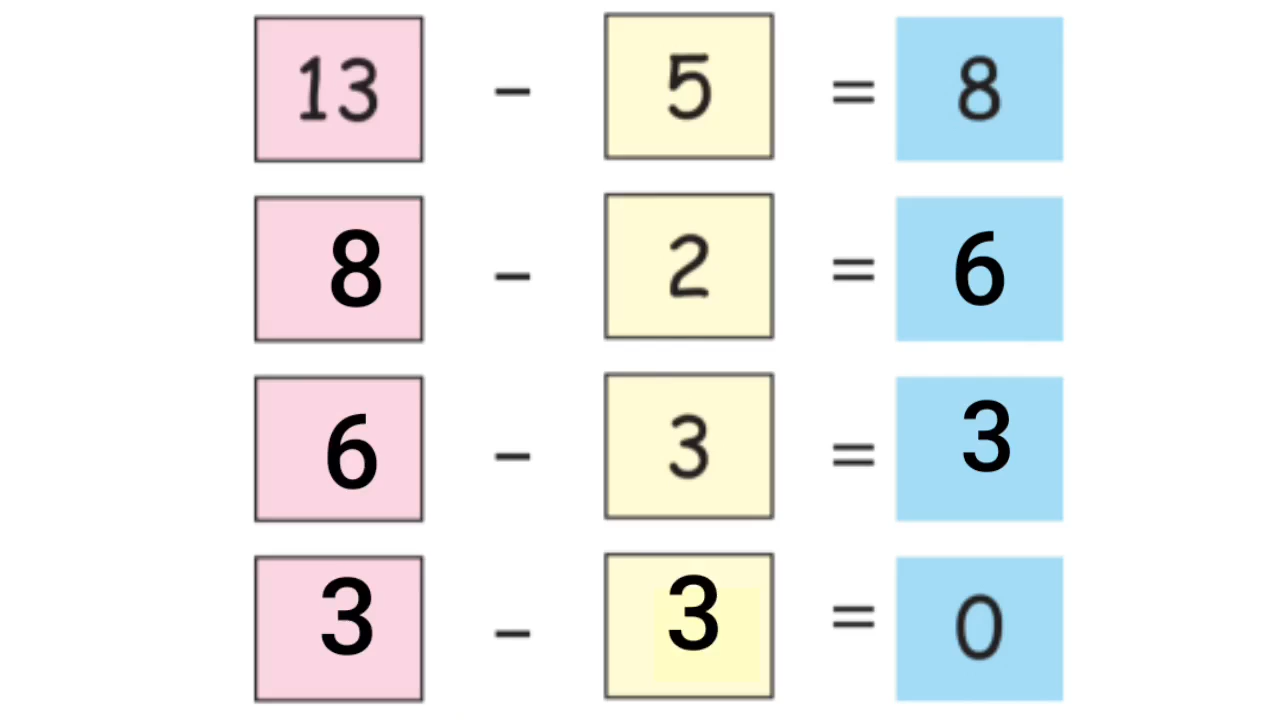 13 - 5 = 8
8 - 2 = 6
6 - 3 = 3
3 - 3 = 0